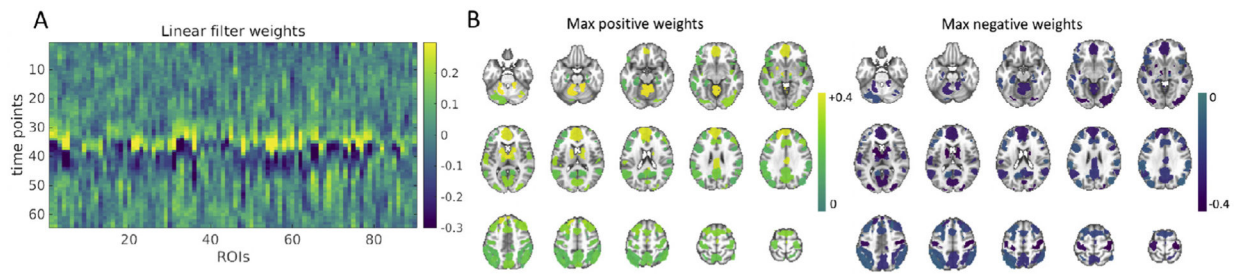 A
Linear filter weights
time points
10
20
30
40
50
60
20
40
60
80
ROIs
0.2
0.1
0
-0.1
-0.2
-0.3
B
Max positive weights
+0.4
0
Max negative weights
0
-0.4